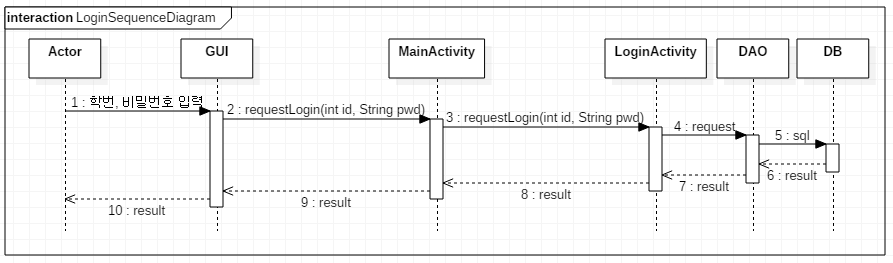 interaction LoginSequenceDiagram
Actor
GUI
MainActivity
LoginActivity
DAO
DB
1 : 학번, 비밀번호 입력
2 : requestLogin(int id, String pwd)
3 : requestLogin(int id, String pwd)
4 : request
5 : sql
6 : result
7 : result
8 : result
9 : result
10 : result